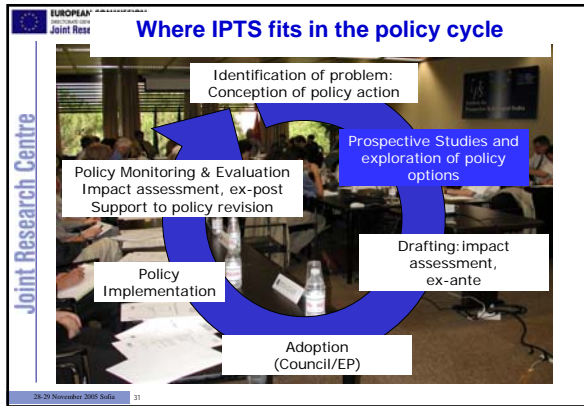 EUROPEAN
Joint Rese
Where IPTS fits in the policy cycle
Identification of problem:
Conception of policy action
Prospective Studies and
exploration of policy
options
Policy Monitoring & Evaluation
Impact assessment, ex-post
Support to policy revision
Drafting: impact
assessment,
ex-ante
Policy
Implementation
Adoption
(Council/EP)
Joint Research Centre
28-29 November 2005 Sofia
31